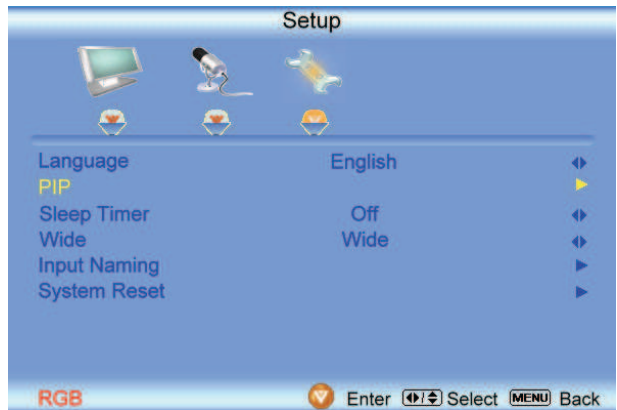 Setup
Language English
PIP
Sleep Timer Off
Wide Wide
Input Naming
System Reset
RGB Enter Select MENU Back